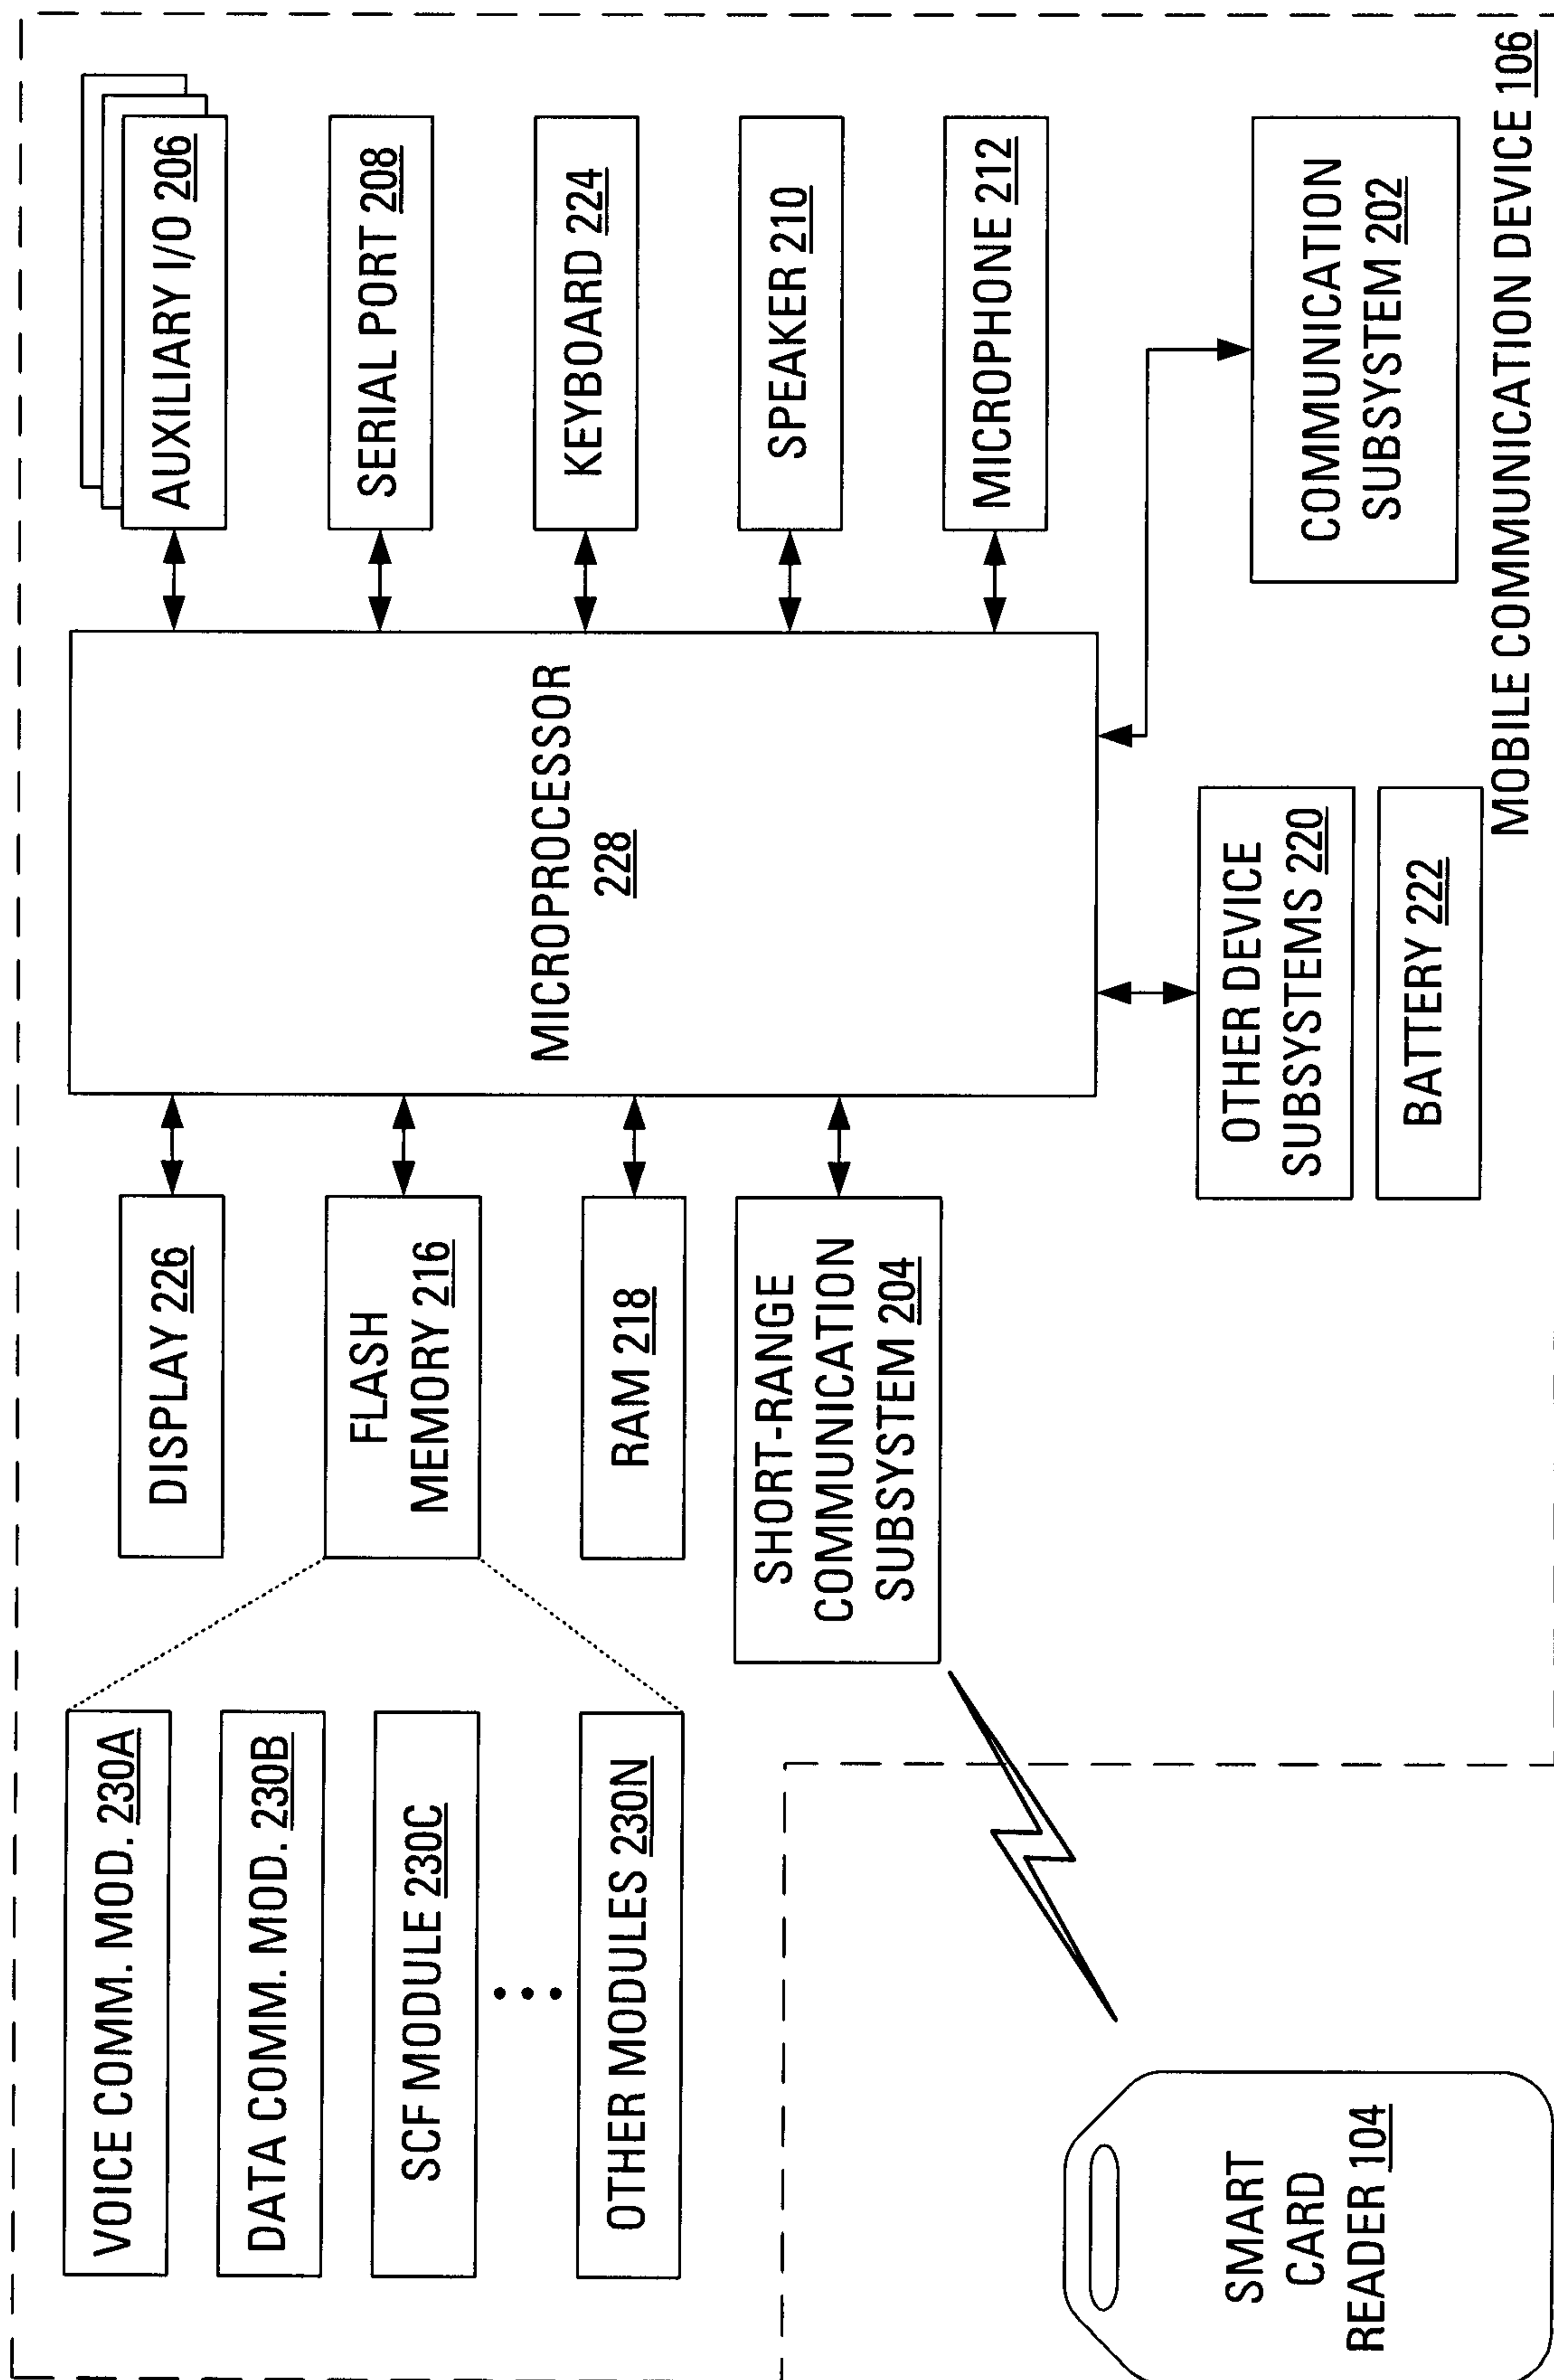 VOICE COMM. MOD. 230A
DATA COMM. MOD. 230B
SCF MODULE 230C
OTHER MODULES 230N
DISPLAY 226
FLASH
MEMORY 216
RAM 218
SHORT-RANGE
COMMUNICATION
SUBSYSTEM 204
MICROPROCESSOR
228
AUXILIARY I/O 206
SERIAL PORT 208
KEYBOARD 224
SPEAKER 210
MICROPHONE 212
COMMUNICATION
SUBSYSTEM 202
OTHER DEVICE
SUBSYSTEMS 220
BATTERY 222
SMART
CARD
READER 104
MOBILE COMMUNICATION DEVICE 106